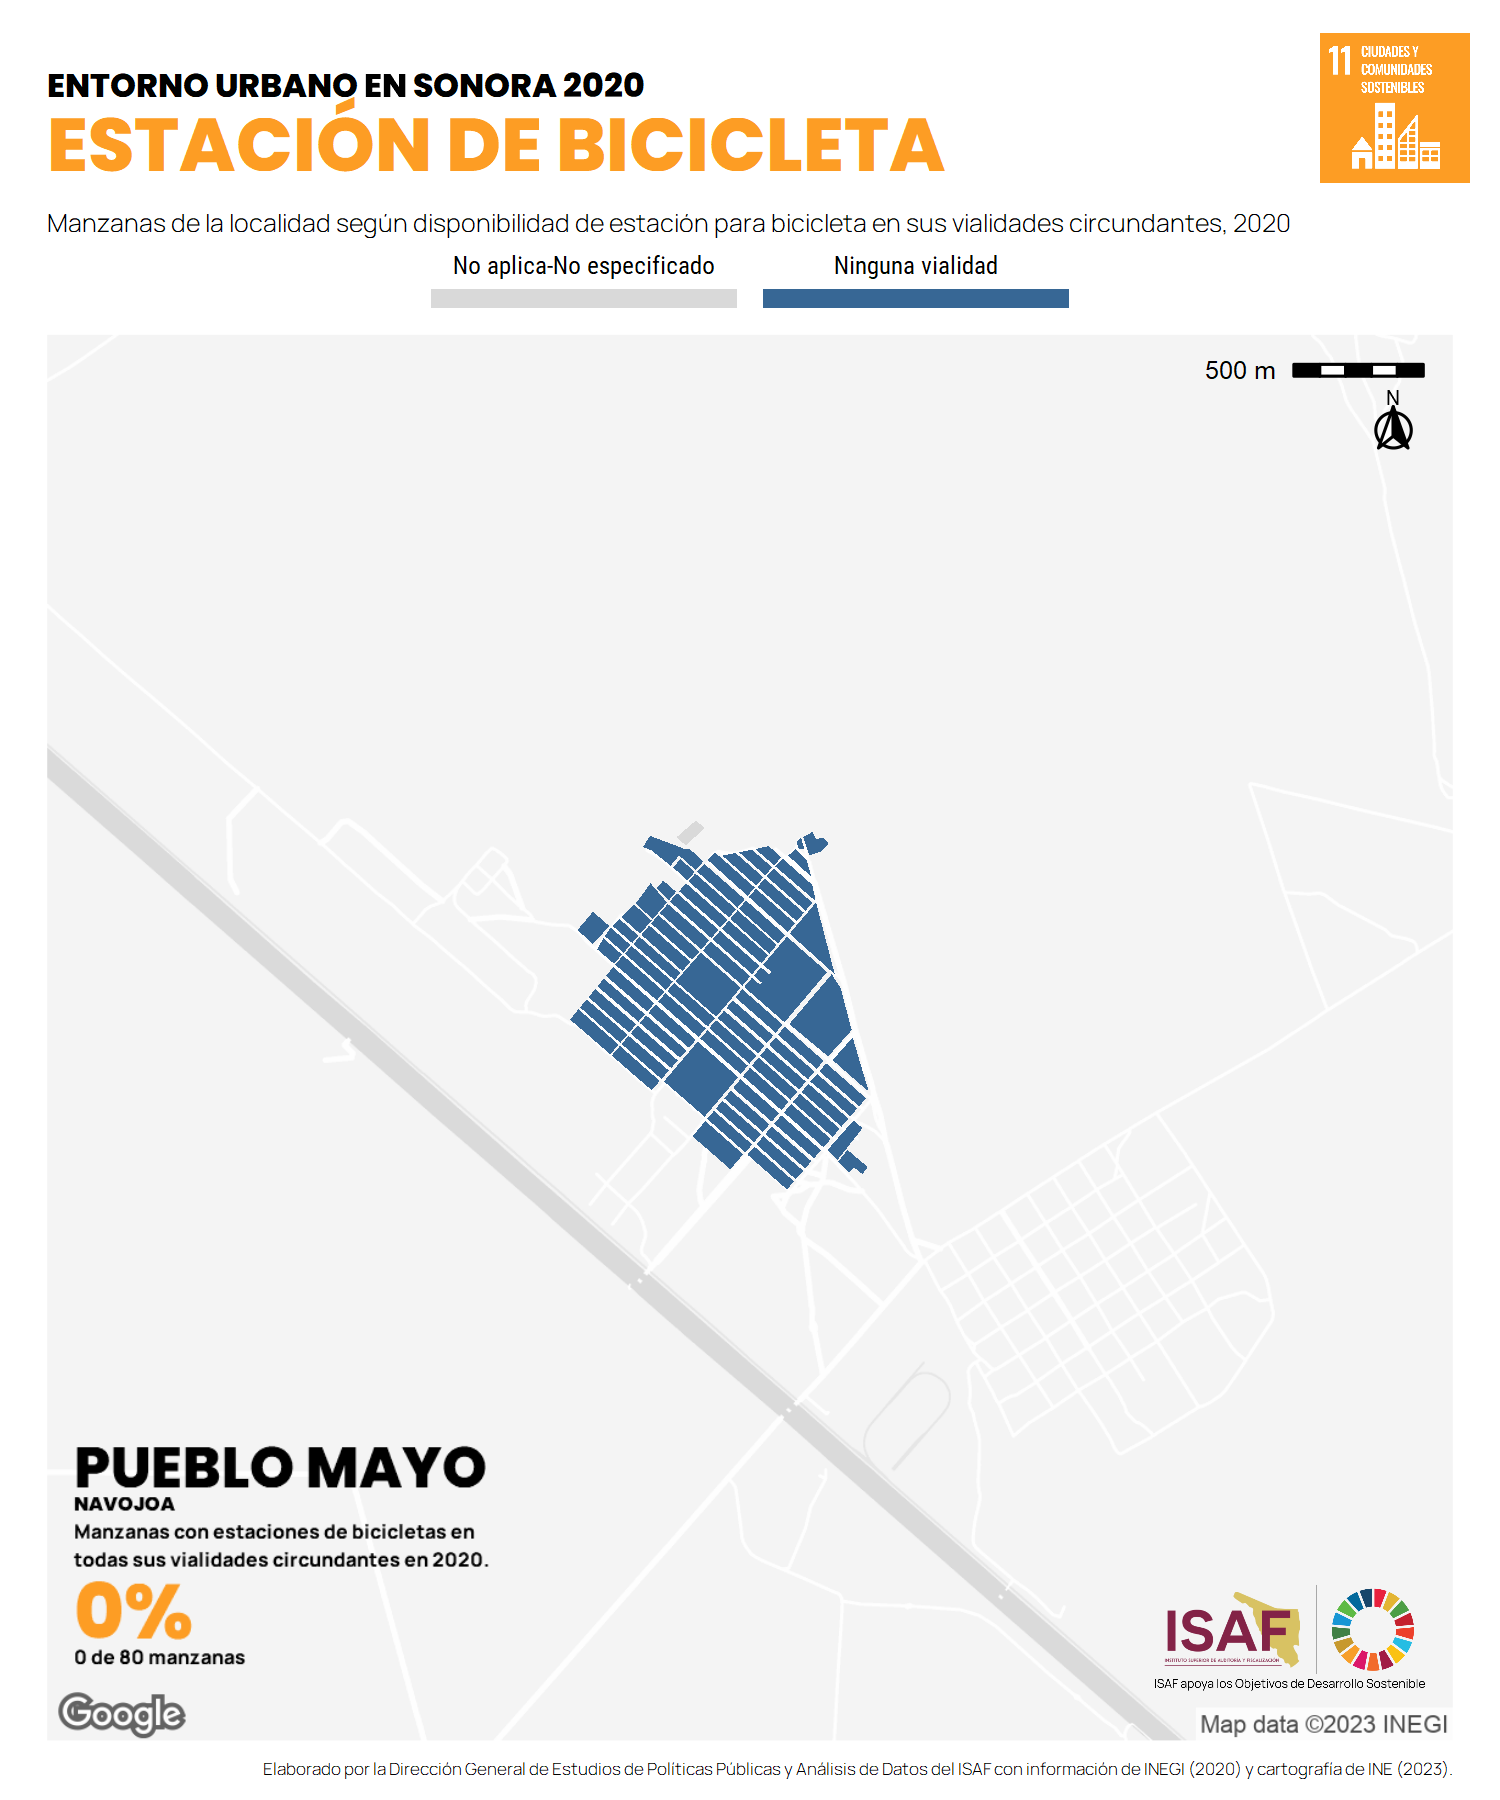 ENTORNO URBANO EN SONORA 2020
ESTACIÓN DE BICICLETA
11 CIUDADES Y
COMUNIDADES
SOSTENIBLES
Manzanas de la localidad según disponibilidad de estación para bicicleta en sus vialidades circundantes, 2020
No aplica-No especificado
Ninguna vialidad
500 m
N
PUEBLO MAYO
NAVOJOA
Manzanas con estaciones de bicicletas en
todas sus vialidades circundantes en 2020.
0%
0 de 80 manzanas
Google
ISAF
INSTITUTO SUPERIOR DE AUDITORÍA Y FISCALIZACIÓN
ISAF apoya los Objetivos de Desarrollo Sostenible
Map data ©2023 INEGI
Elaborado por la Dirección General de Estudios de Políticas Públicas y Análisis de Datos del ISAF con información de INEGI (2020) y cartografía de INE (2023).